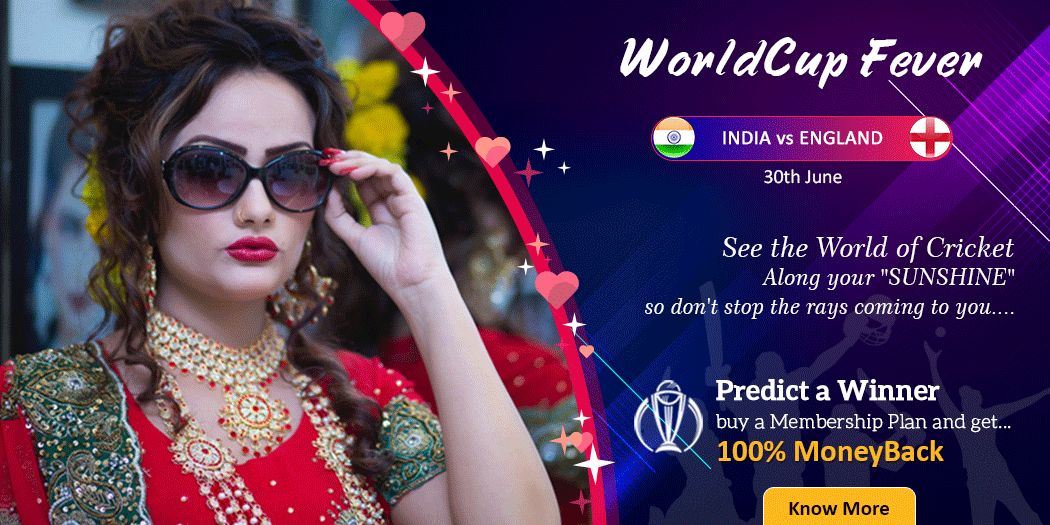 WorldCup Fever
INDIA vs ENGLAND
30th June
See the World of Cricket
Along your "SUNSHINE"
so don't stop the rays coming to you....
Predict a Winner
buy a Membership Plan and get...
100% MoneyBack
Know More